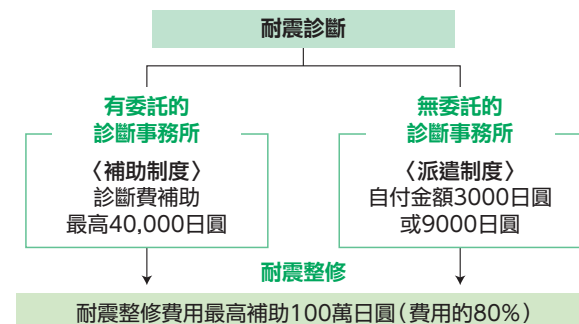 耐震診斷
有委託的
診斷事務所
〈補助制度〉
診斷費補助
最高40,000日圓
無委託的
診斷事務所
〈派遣制度〉
自付金額3000日圓
或9000日圓
耐震整修
耐震整修費用最高補助100萬日圓（費用的80%）